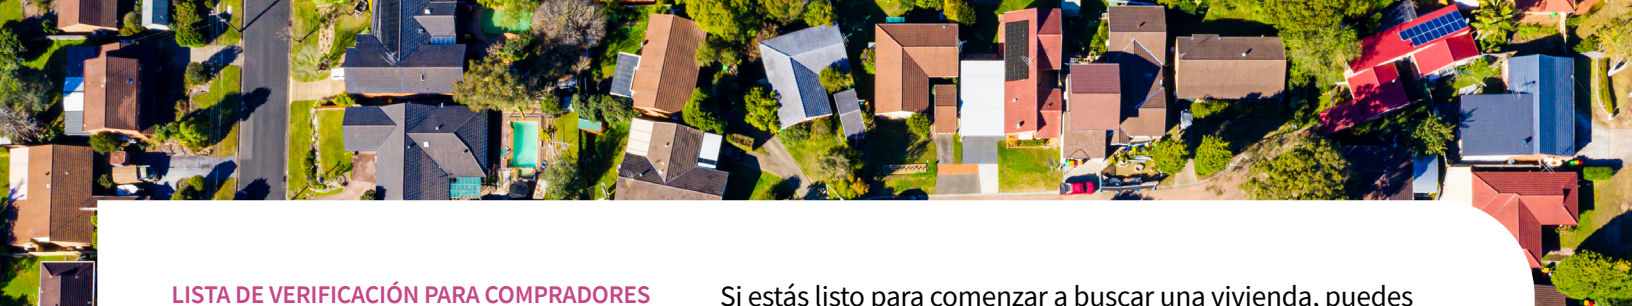 LISTA DE VERIFICACIÓN PARA COMPRADORES
Si estás listo para comenzar a buscar una vivienda, puedes